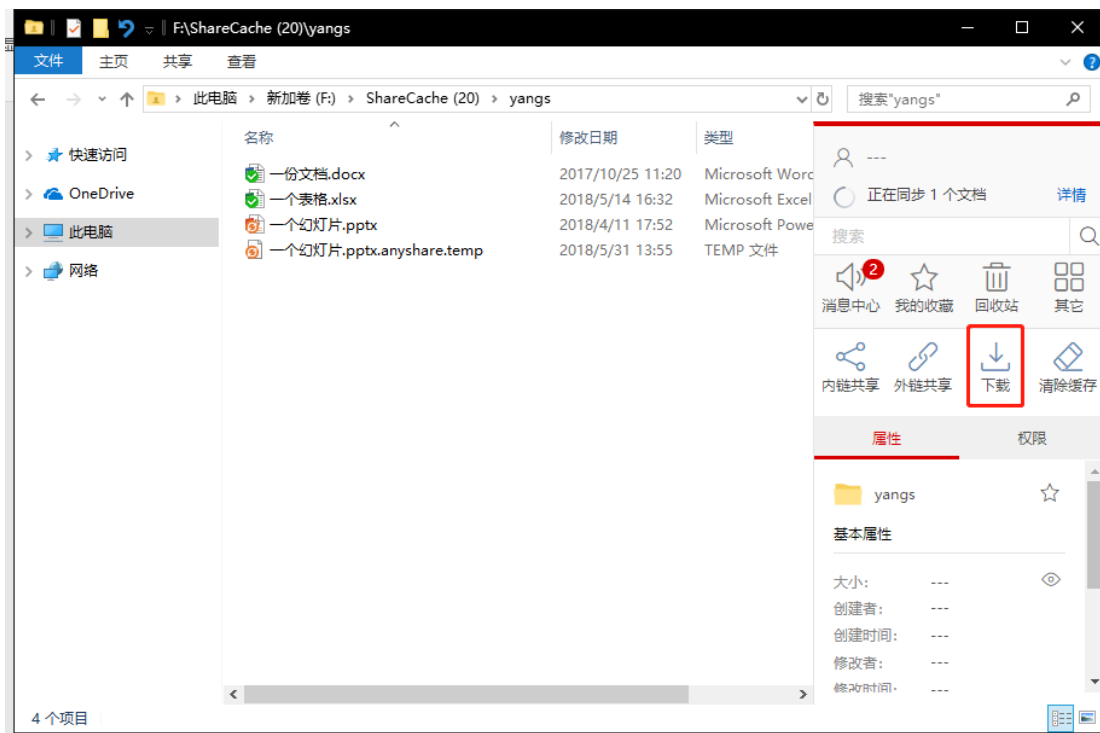 F:\ShareCache (20)\yangs
文件 主页 共享 查看
此电脑 新加卷 (F:) ShareCache (20) yangs 搜索"yangs"
名称 修改日期 类型
快速访问
OneDrive
此电脑
网络
一份文档.docx 2017/10/25 11:20 Microsoft Word
一个表格.xlsx 2018/5/14 16:32 Microsoft Excel
一个幻灯片.pptx 2018/4/11 17:52 Microsoft Powe
一个幻灯片.pptx.anyshare.temp 2018/5/31 13:55 TEMP 文件
---
正在同步 1 个文档 详情
搜索
2
消息中心 我的收藏 回收站 其它
内链共享 外链共享 下载 清除缓存
属性 权限
yangs
基本属性
大小: ---
创建者: ---
创建时间: ---
修改者: ---
修改时间: ---
4 个项目